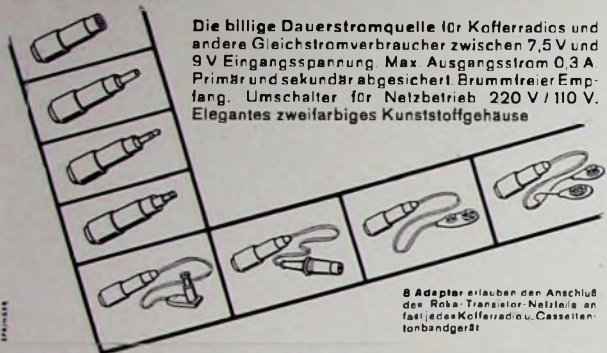 Die billige Dauerstromquelle für Kofferradios und
andere Gleichstromverbraucher zwischen 7,5 V und
9 V Eingangsspannung. Max. Ausgangsstrom 0,3 A.
Primär und sekundär abgesichert. Brummfreier Emp-
fang. Umschalter für Netzbetrieb 220 V / 110 V.
Elegantes zweifarbiges Kunststoffgehäuse
8 Adapter erlauben den Anschluß
des Roka-Transistor-Netzteils an
fast jedes Kofferradio u. Cassetten-
tonbandgerät
SPRINGER